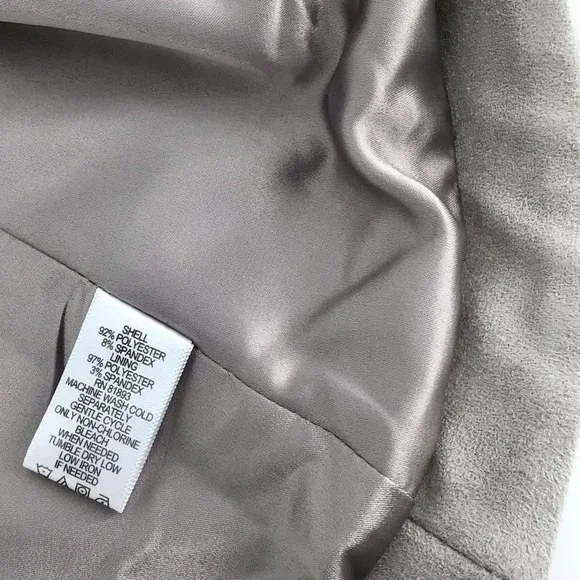 SHELL
92% POLYESTER
8% SPANDEX
LINING
97% POLYESTER
3% SPANDEX
RN 81893
MACHINE WASH COLD
SEPARATELY
GENTLE CYCLE
ONLY NON-CHLORINE
BLEACH
WHEN NEEDED
TUMBLE DRY LOW
LOW IRON
IF NEEDED